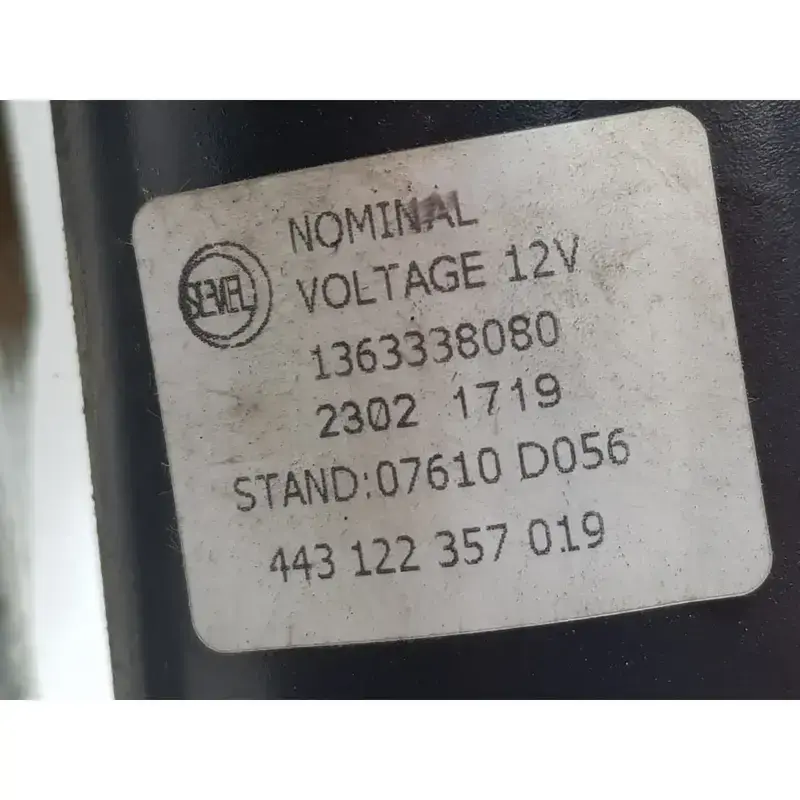 SEVEL
NOMINAL
VOLTAGE 12V
1363338080
2302 1719
STAND:07610 D056
443 122 357 019